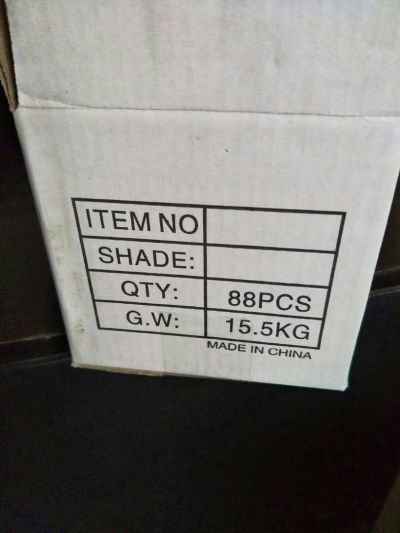 ITEM NO
SHADE:
QTY: 88PCS
G.W: 15.5KG
MADE IN CHINA